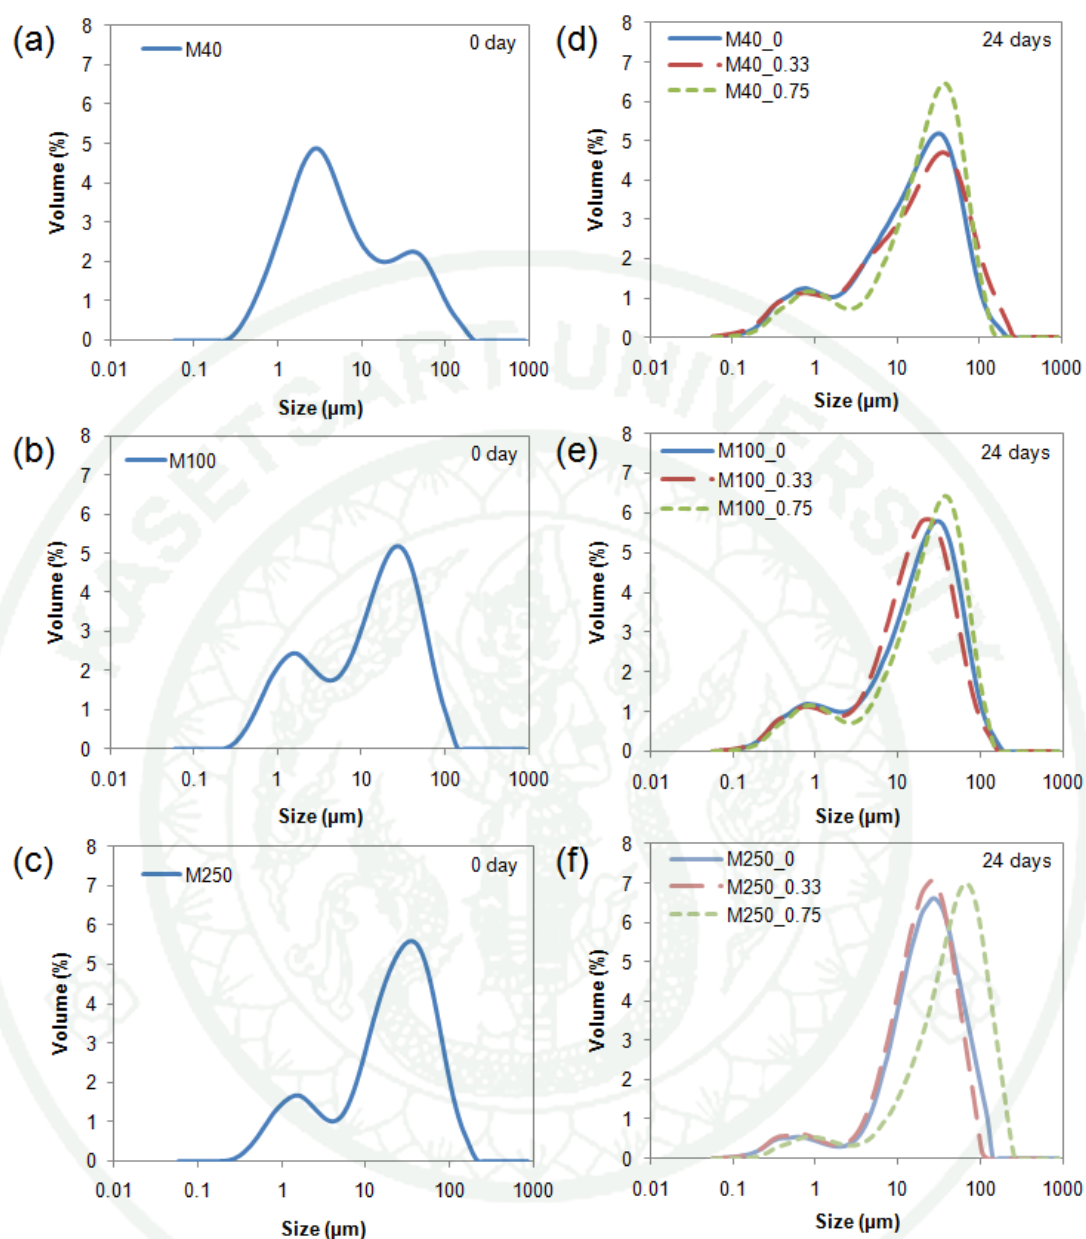 (a)
M40
0 day
8
7
6
5
4
3
2
1
0
Volume (%)
0.01 0.1 1 10 100 1000
Size (µm)
(d)
M40_0
M40_0.33
M40_0.75
24 days
8
7
6
5
4
3
2
1
0
Volume (%)
0.01 0.1 1 10 100 1000
Size (µm)
(b)
M100
0 day
8
7
6
5
4
3
2
1
0
Volume (%)
0.01 0.1 1 10 100 1000
Size (µm)
(e)
M100_0
M100_0.33
M100_0.75
24 days
8
7
6
5
4
3
2
1
0
Volume (%)
0.01 0.1 1 10 100 1000
Size (µm)
(c)
M250
0 day
8
7
6
5
4
3
2
1
0
Volume (%)
0.01 0.1 1 10 100 1000
Size (µm)
(f)
M250_0
M250_0.33
M250_0.75
24 days
8
7
6
5
4
3
2
1
0
Volume (%)
0.01 0.1 1 10 100 1000
Size (µm)
KASETSART UNIVERSITY